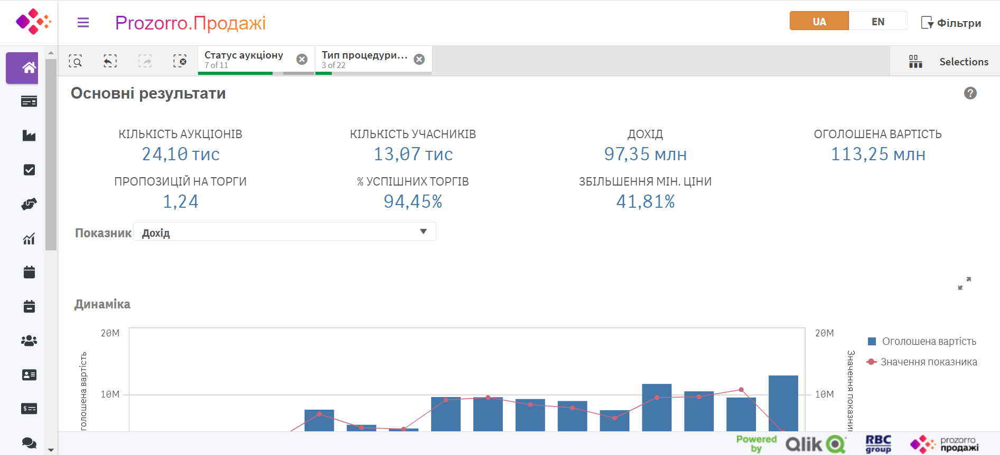 Prozorro.Продажі
UA
EN
Фільтри
Статус аукціону
7 of 11
Тип процедури...
3 of 22
Selections
Основні результати
КІЛЬКІСТЬ АУКЦІОНІВ
24,10 тис
КІЛЬКІСТЬ УЧАСНИКІВ
13,07 тис
ДОХІД
97,35 млн
ОГОЛОШЕНА ВАРТІСТЬ
113,25 млн
ПРОПОЗИЦІЙ НА ТОРГИ
1,24
% УСПІШНИХ ТОРГІВ
94,45%
ЗБІЛЬШЕННЯ МІН. ЦІНИ
41,81%
Показник
Дохід
Динаміка
20M
10M
голошена вартість
20M
10M
Значення показни
Оголошена вартість
Значення показника
Powered
by
Qlik
RBC
group
prozorro
продажі